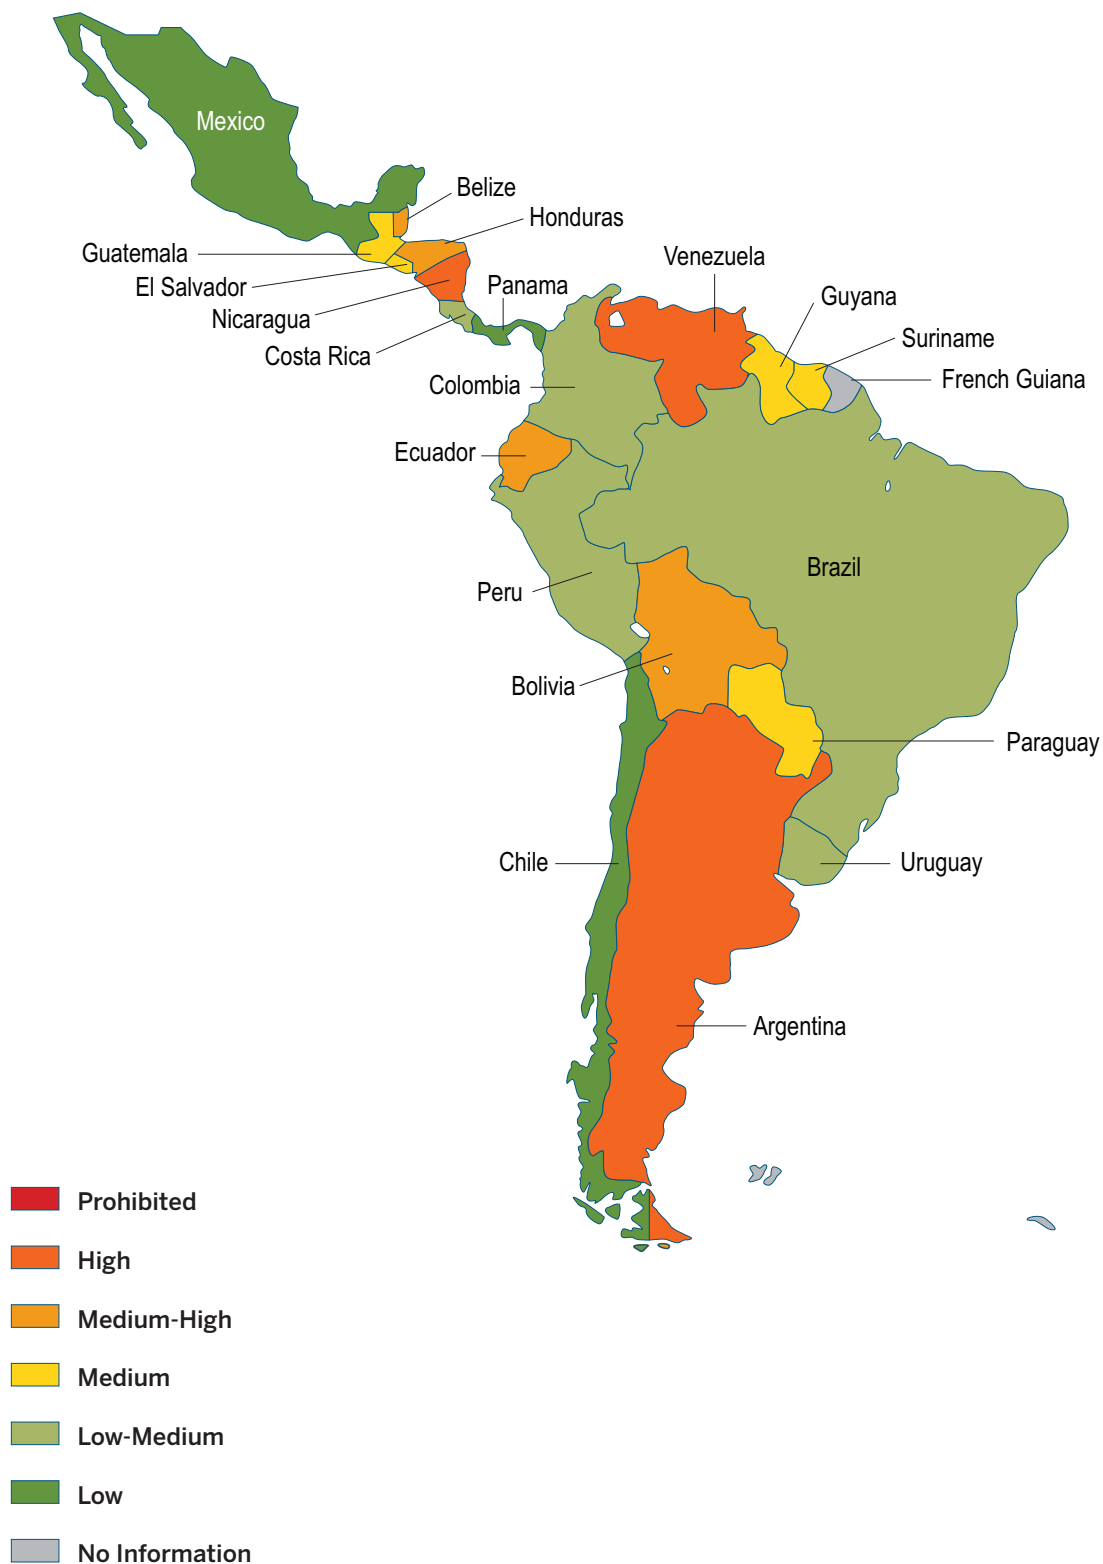 Mexico
Belize
Honduras
Guatemala
Venezuela
El Salvador
Panama
Guyana
Nicaragua
Suriname
Costa Rica
Colombia
French Guiana
Ecuador
Brazil
Peru
Bolivia
Paraguay
Chile
Uruguay
Argentina
Prohibited
High
Medium-High
Medium
Low-Medium
Low
No Information